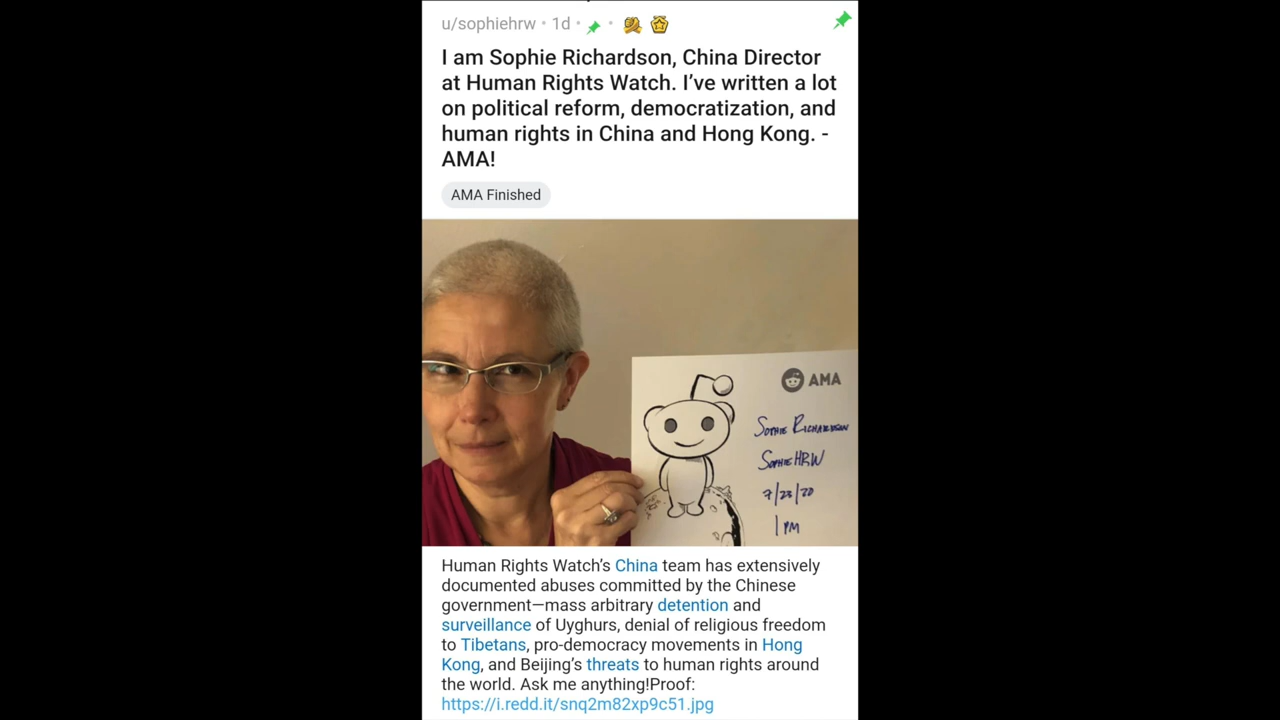 u/sophiehrw • 1d •
I am Sophie Richardson, China Director
at Human Rights Watch. I’ve written a lot
on political reform, democratization, and
human rights in China and Hong Kong. -
AMA!
AMA Finished
AMA
Sophie Richardson
SophieHRW
7/23/20
1 PM
Human Rights Watch’s China team has extensively
documented abuses committed by the Chinese
government—mass arbitrary detention and
surveillance of Uyghurs, denial of religious freedom
to Tibetans, pro-democracy movements in Hong
Kong, and Beijing’s threats to human rights around
the world. Ask me anything!Proof:
https://i.redd.it/snq2m82xp9c51.jpg